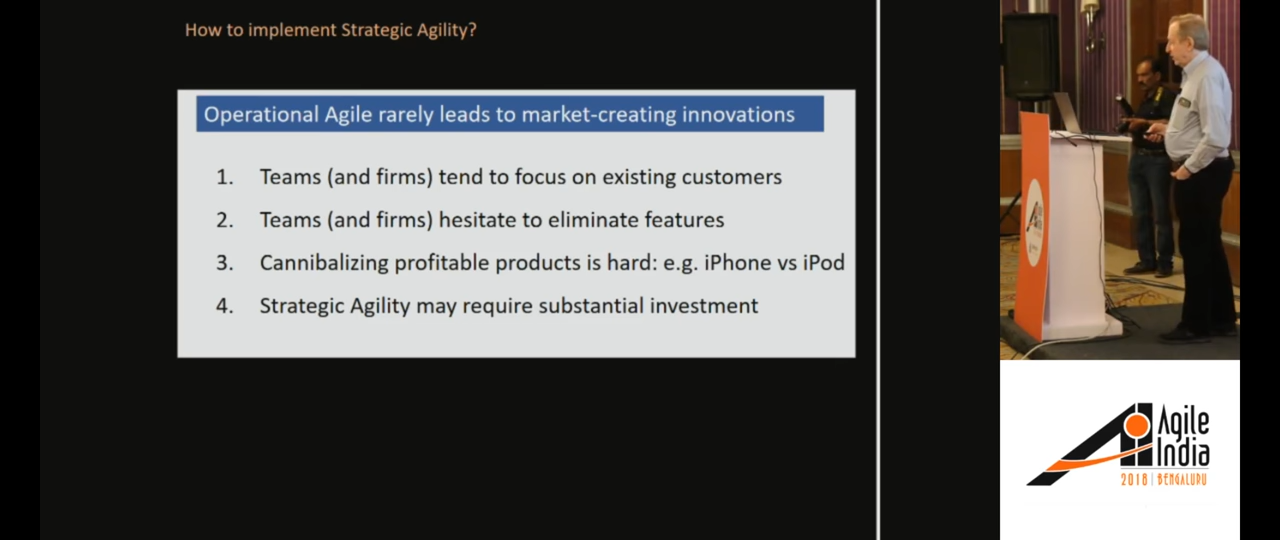 How to implement Strategic Agility?
Operational Agile rarely leads to market-creating innovations
1. Teams (and firms) tend to focus on existing customers
2. Teams (and firms) hesitate to eliminate features
3. Cannibalizing profitable products is hard: e.g. iPhone vs iPod
4. Strategic Agility may require substantial investment
Agile
India
2018 | BENGALURU